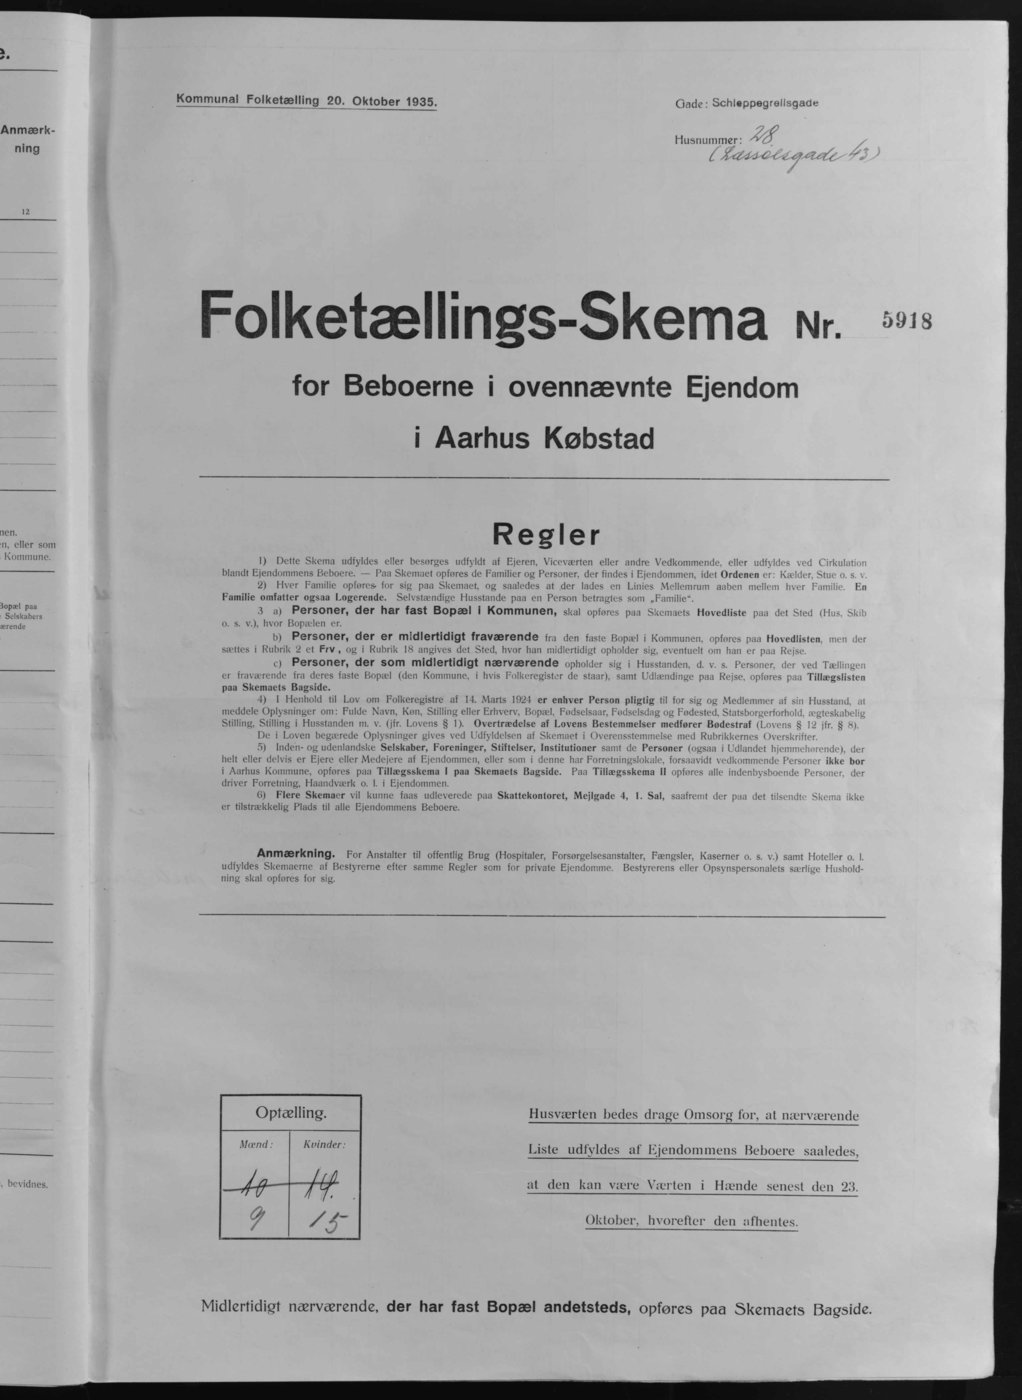 e.
Anmærk-
ning
12
nen.
en, eller som
Kommune.
Bopæl paa
Selskabers
ærende
, bevidnes.
Kommunal Folketælling 20. Oktober 1935.
Gade: Schleppegrellsgade
Husnummer: 28
(Læssøesgade 43)
Folketællings-Skema Nr. 5918
for Beboerne i ovennævnte Ejendom
i Aarhus Købstad
Regler
1) Dette Skema udfyldes eller besørges udfyldt af Ejeren, Viceværten eller andre Vedkommende, eller udfyldes ved Cirkulation
blandt Ejendommens Beboere. — Paa Skemaet opføres de Familier og Personer, der findes i Ejendommen, idet Ordenen er: Kælder, Stue o. s. v.
2) Hver Familie opføres for sig paa Skemaet, og saaledes at der lades en Linies Mellemrum aaben mellem hver Familie. En
Familie omfatter ogsaa Logerende. Selvstændige Husstande paa en Person betragtes som „Familie“.
3 a) Personer, der har fast Bopæl i Kommunen, skal opføres paa Skemaets Hovedliste paa det Sted (Hus, Skib
o. s. v.), hvor Bopælen er.
b) Personer, der er midlertidigt fraværende fra den faste Bopæl i Kommunen, opføres paa Hovedlisten, men der
sættes i Rubrik 2 et Frv., og i Rubrik 18 angives det Sted, hvor han midlertidigt opholder sig, eventuelt om han er paa Rejse.
c) Personer, der som midlertidigt nærværende opholder sig i Husstanden, d. v. s. Personer, der ved Tællingen
er fraværende fra deres faste Bopæl (den Kommune, i hvis Folkeregister de staar), samt Udlændinge paa Rejse, opføres paa Tillægslisten
paa Skemaets Bagside.
4) I Henhold til Lov om Folkeregistre af 14. Marts 1924 er enhver Person pligtig til for sig og Medlemmer af sin Husstand, at
meddele Oplysninger om: Fulde Navn, Køn, Stilling eller Erhverv, Bopæl, Fødselsaar, Fødselsdag og Fødested, Statsborgerforhold, ægteskabelig
Stilling, Stilling i Husstanden m. v. (jfr. Lovens § 1). Overtrædelse af Lovens Bestemmelser medfører Bødestraf (Lovens § 12 jfr. § 8).
De i Loven begærede Oplysninger gives ved Udfyldelsen af Skemaet i Overensstemmelse med Rubrikkernes Overskrifter.
5) Inden- og udenlandske Selskaber, Foreninger, Stiftelser, Institutioner samt de Personer (ogsaa i Udlandet hjemmehørende), der
helt eller delvis er Ejere eller Medejere af Ejendommen, eller som i denne har Forretningslokale, forsaavidt vedkommende Personer ikke bor
i Aarhus Kommune, opføres paa Tillægsskema I paa Skemaets Bagside. Paa Tillægsskema II opføres alle indenbysboende Personer, der
driver Forretning, Haandværk o. l. i Ejendommen.
6) Flere Skemaer vil kunne faas udleverede paa Skattekontoret, Mejlgade 4, 1. Sal, saafremt der paa det tilsendte Skema ikke
er tilstrækkelig Plads til alle Ejendommens Beboere.
Anmærkning. For Anstalter til offentlig Brug (Hospitaler, Forsørgelsesanstalter, Fængsler, Kaserner o. s. v.) samt Hoteller o. l.
udfyldes Skemaerne af Bestyrerne efter samme Regler som for private Ejendomme. Bestyrerens eller Opsynspersonalets særlige Hushold-
ning skal opføres for sig.
Optælling.
Mænd: Kvinder:
10 14.
9 15
Husværten bedes drage Omsorg for, at nærværende
Liste udfyldes af Ejendommens Beboere saaledes,
at den kan være Værten i Hænde senest den 23.
Oktober, hvorefter den afhentes.
Midlertidigt nærværende, der har fast Bopæl andetsteds, opføres paa Skemaets Bagside.